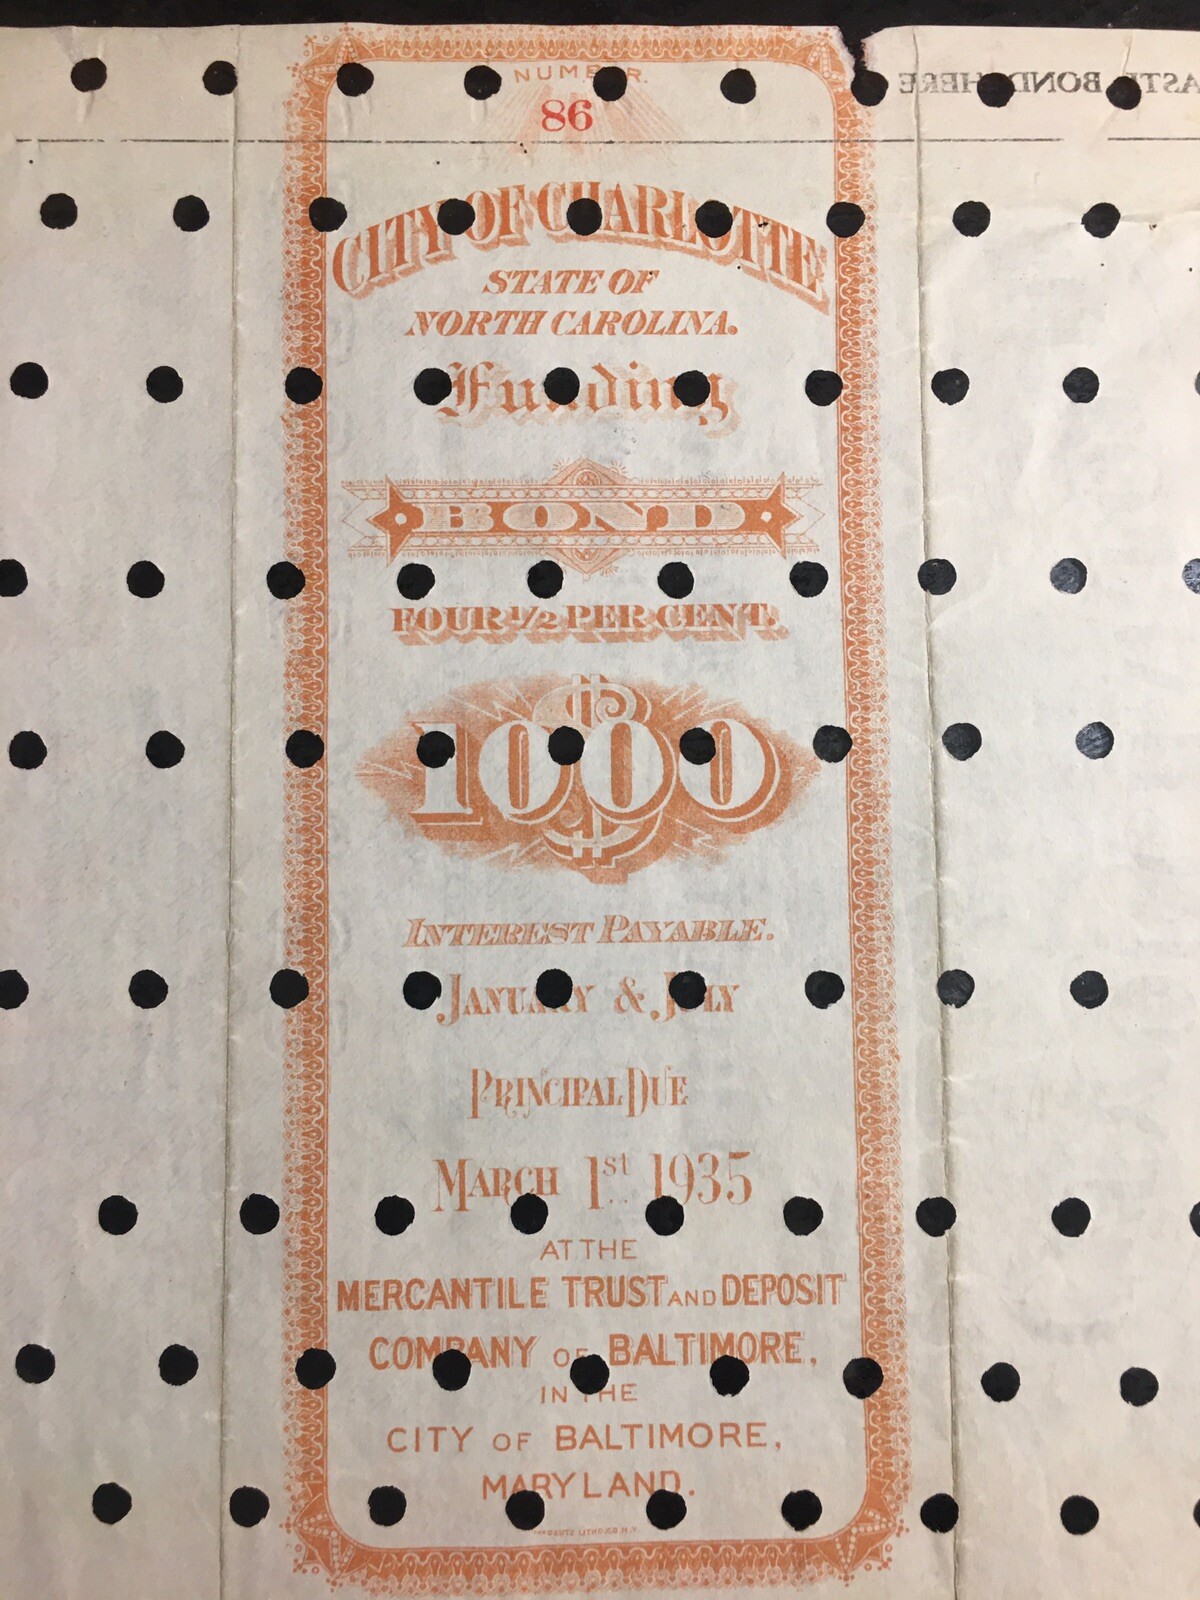 NUMBER.
86
CITY OF CHARLOTTE
STATE OF
NORTH CAROLINA.
Funding
BOND
FOUR 1/2 PER CENT.
$1000
INTEREST PAYABLE.
JANUARY & JULY
PRINCIPAL DUE
MARCH 1st 1935
AT THE
MERCANTILE TRUST AND DEPOSIT
COMPANY OF BALTIMORE,
IN THE
CITY OF BALTIMORE,
MARYLAND.
BOND HERE